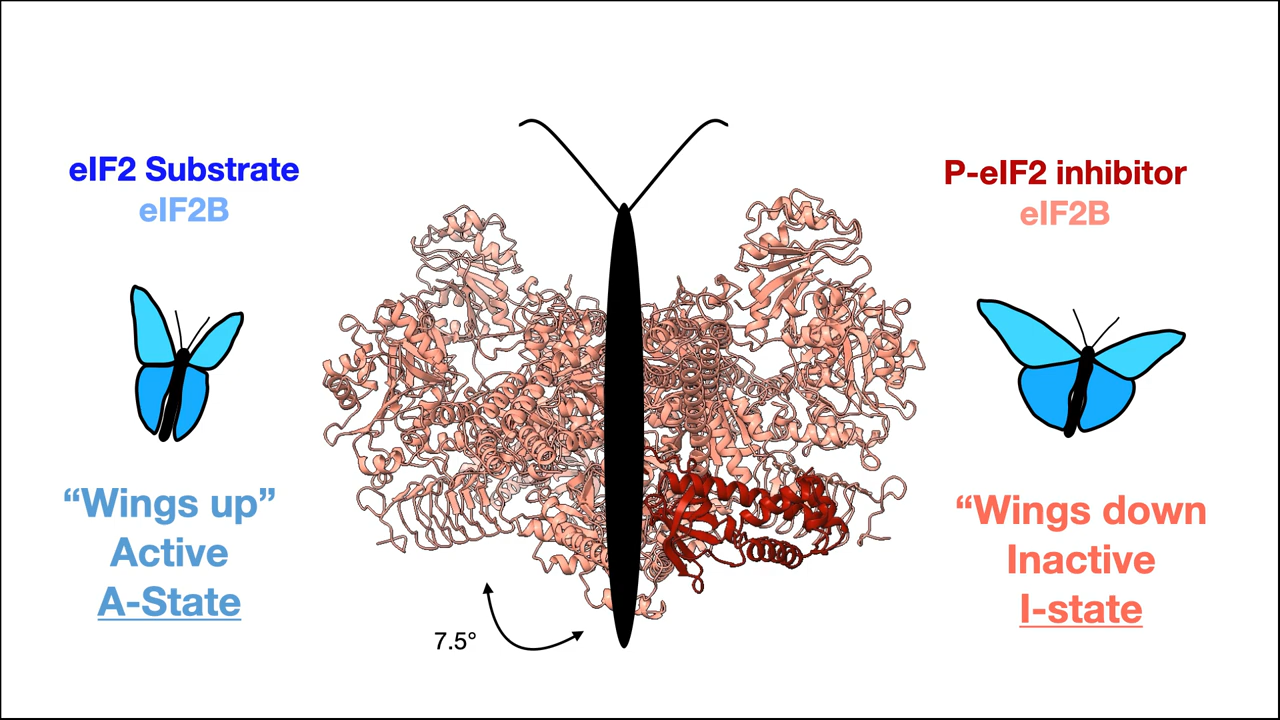 eIF2 Substrate
eIF2B
“Wings up”
Active
A-State
7.5°
P-eIF2 inhibitor
eIF2B
“Wings down
Inactive
I-state